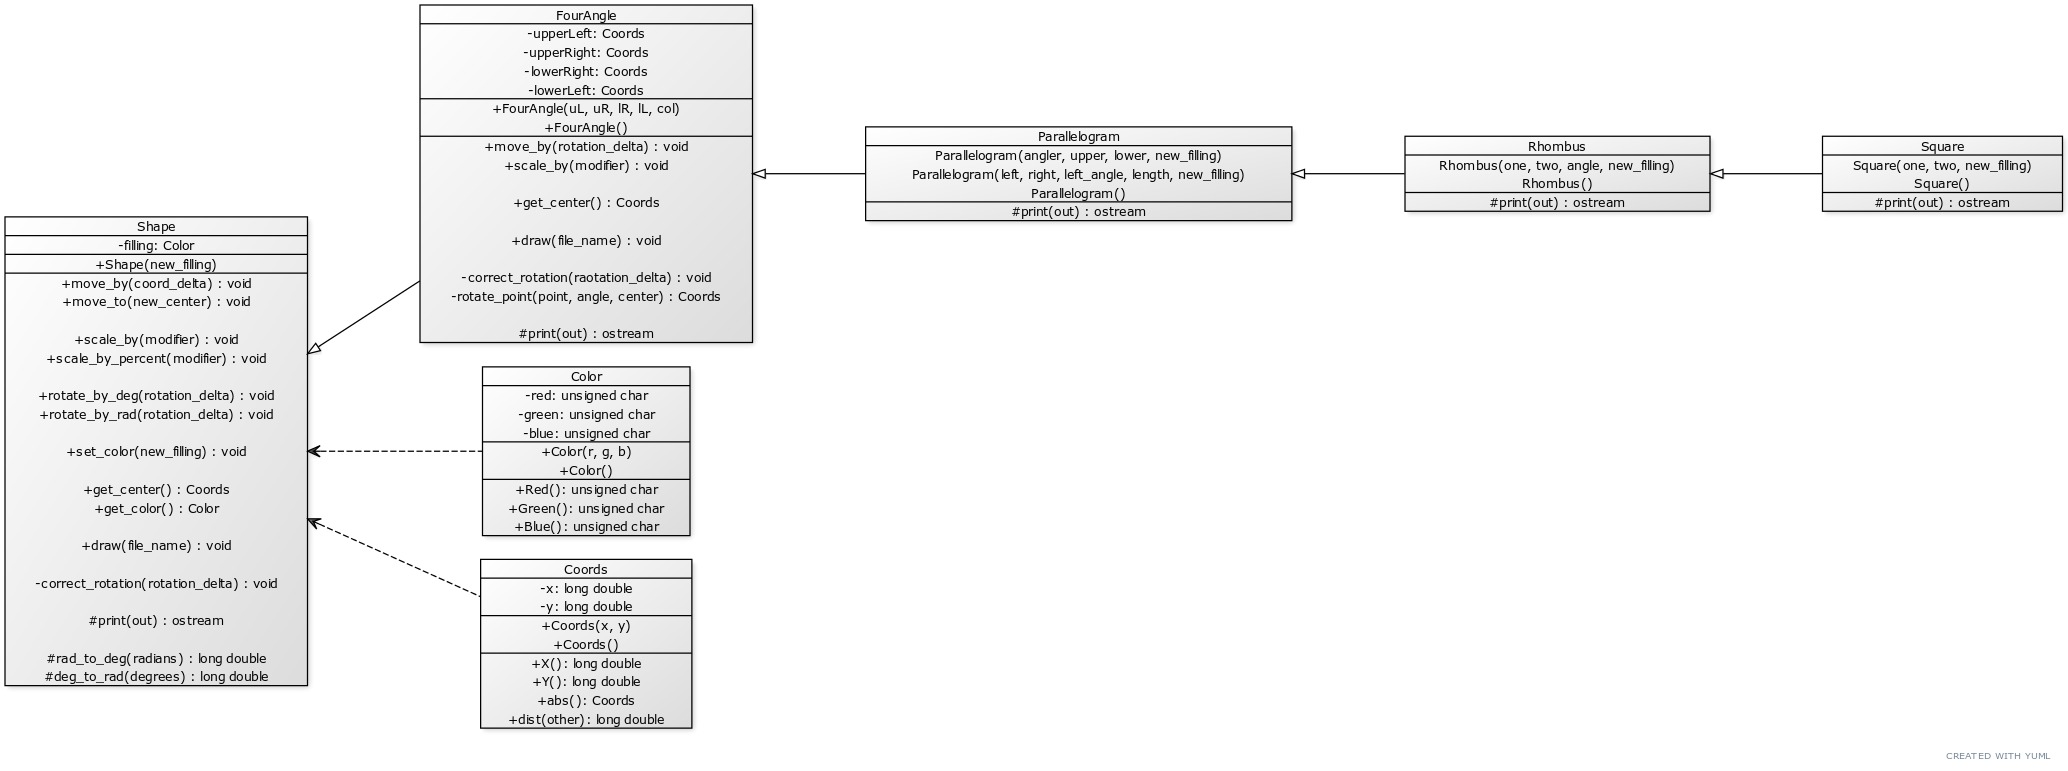 Shape
-filling: Color
+Shape(new_filling)
+move_by(coord_delta) : void
+move_to(new_center) : void
+scale_by(modifier) : void
+scale_by_percent(modifier) : void
+rotate_by_deg(rotation_delta) : void
+rotate_by_rad(rotation_delta) : void
+set_color(new_filling) : void
+get_center() : Coords
+get_color() : Color
+draw(file_name) : void
-correct_rotation(rotation_delta) : void
#print(out) : ostream
#rad_to_deg(radians) : long double
#deg_to_rad(degrees) : long double
FourAngle
-upperLeft: Coords
-upperRight: Coords
-lowerRight: Coords
-lowerLeft: Coords
+FourAngle(uL, uR, lR, lL, col)
+FourAngle()
+move_by(rotation_delta) : void
+scale_by(modifier) : void
+get_center() : Coords
+draw(file_name) : void
-correct_rotation(raotation_delta) : void
-rotate_point(point, angle, center) : Coords
#print(out) : ostream
Color
-red: unsigned char
-green: unsigned char
-blue: unsigned char
+Color(r, g, b)
+Color()
+Red(): unsigned char
+Green(): unsigned char
+Blue(): unsigned char
Coords
-x: long double
-y: long double
+Coords(x, y)
+Coords()
+X(): long double
+Y(): long double
+abs(): Coords
+dist(other): long double
Parallelogram
Parallelogram(angler, upper, lower, new_filling)
Parallelogram(left, right, left_angle, length, new_filling)
Parallelogram()
#print(out) : ostream
Rhombus
Rhombus(one, two, angle, new_filling)
Rhombus()
#print(out) : ostream
Square
Square(one, two, new_filling)
Square()
#print(out) : ostream
CREATED WITH YUML